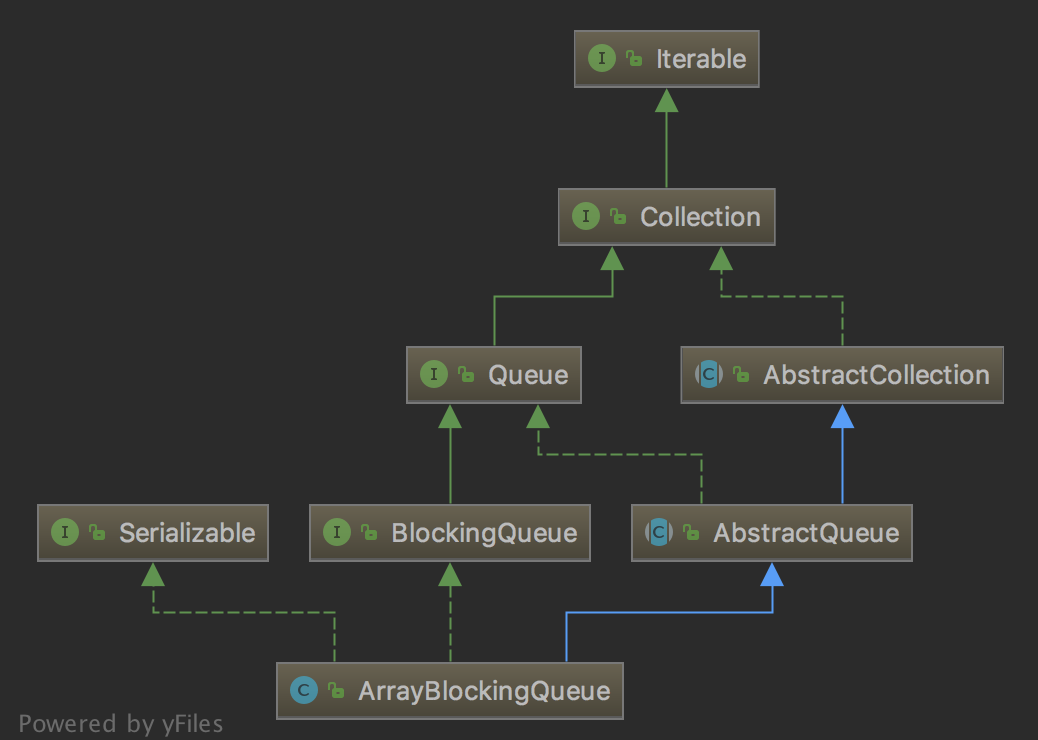 I Iterable
I Collection
I Queue
C AbstractCollection
I Serializable
I BlockingQueue
C AbstractQueue
C ArrayBlockingQueue
Powered by yFiles